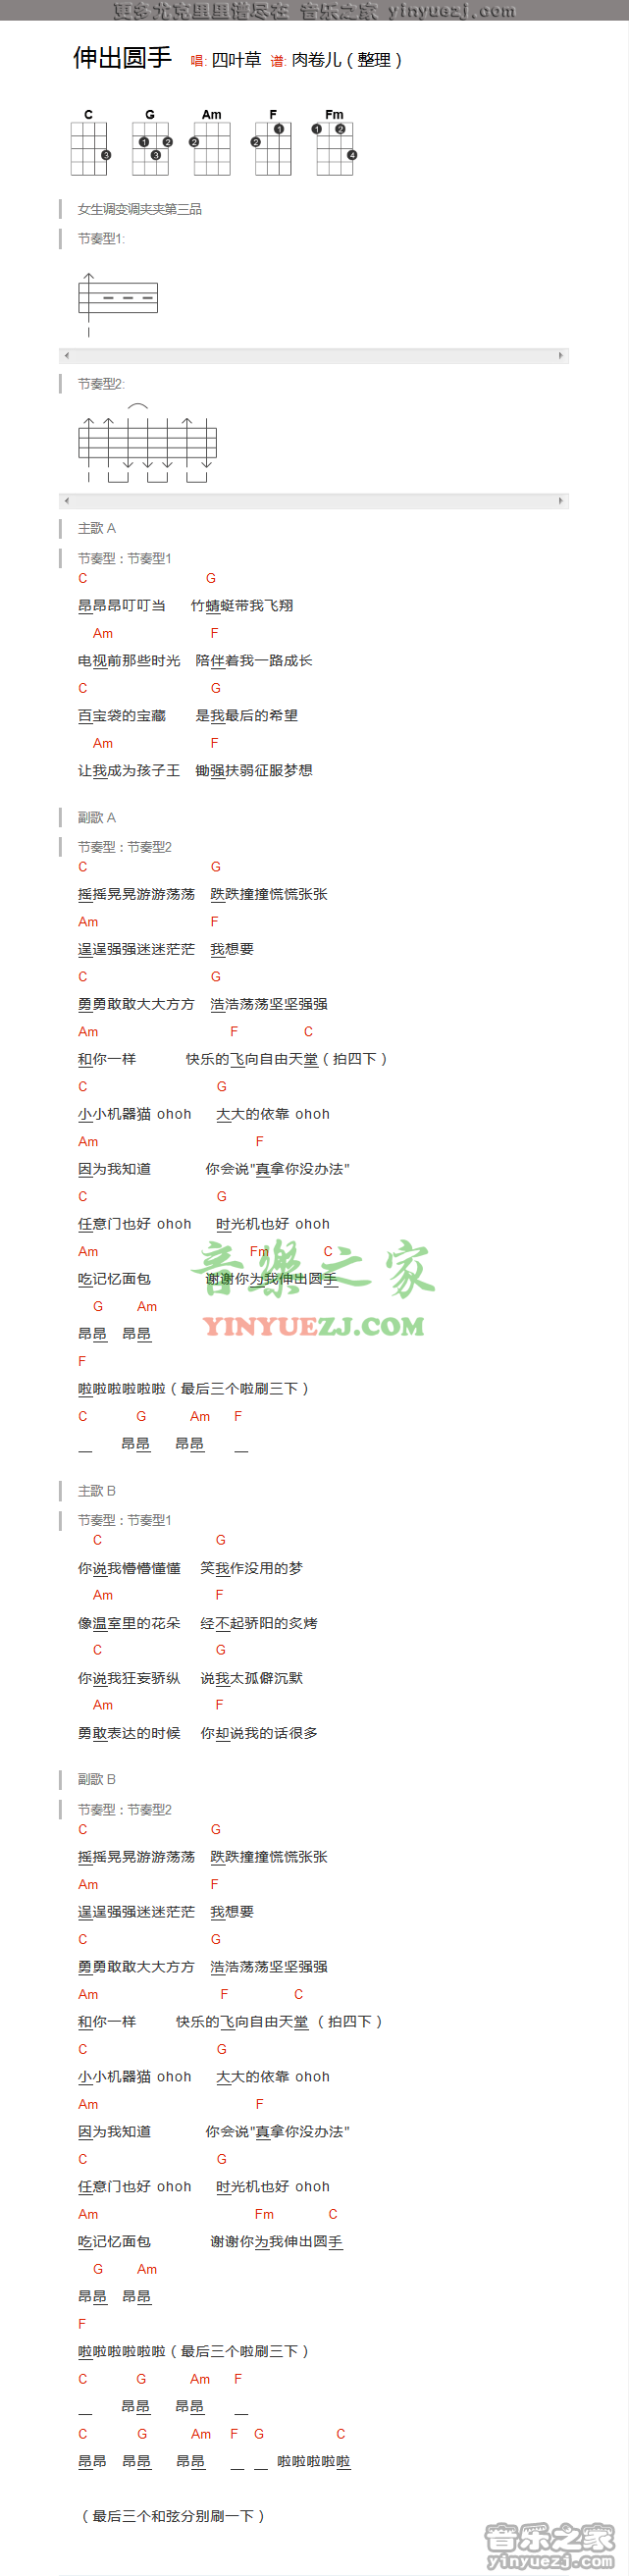 更多尤克里里谱尽在 音乐之家 yinyuezj.com
伸出圆手 唱: 四叶草 谱: 肉卷儿（整理）
C G Am F Fm
3 1 2 3 2 1 2 1 2 4
女生调变调夹夹第三品
节奏型1:
节奏型2:
主歌 A
节奏型：节奏型1
C G
昂昂昂叮叮当 竹蜻蜓带我飞翔
Am F
电视前那些时光 陪伴着我一路成长
C G
百宝袋的宝藏 是我最后的希望
Am F
让我成为孩子王 锄强扶弱征服梦想
副歌 A
节奏型：节奏型2
C G
摇摇晃晃游游荡荡 跌跌撞撞慌慌张张
Am F
逞逞强强迷迷茫茫 我想要
C G
勇勇敢敢大大方方 浩浩荡荡坚坚强强
Am F C
和你一样 快乐的飞向自由天堂（拍四下）
C G
小小机器猫 ohoh 大大的依靠 ohoh
Am F
因为我知道 你会说"真拿你没办法"
C G
任意门也好 ohoh 时光机也好 ohoh
Am Fm C
吃记忆面包 谢谢你为我伸出圆手
音樂之家
YINYUEZJ.COM
G Am
昂昂 昂昂
F
啦啦啦啦啦啦（最后三个啦刷三下）
C G Am F
__ 昂昂 昂昂 __
主歌 B
节奏型：节奏型1
C G
你说我懵懵懂懂 笑我作没用的梦
Am F
像温室里的花朵 经不起骄阳的炙烤
C G
你说我狂妄骄纵 说我太孤僻沉默
Am F
勇敢表达的时候 你却说我的话很多
副歌 B
节奏型：节奏型2
C G
摇摇晃晃游游荡荡 跌跌撞撞慌慌张张
Am F
逞逞强强迷迷茫茫 我想要
C G
勇勇敢敢大大方方 浩浩荡荡坚坚强强
Am F C
和你一样 快乐的飞向自由天堂 （拍四下）
C G
小小机器猫 ohoh 大大的依靠 ohoh
Am F
因为我知道 你会说"真拿你没办法"
C G
任意门也好 ohoh 时光机也好 ohoh
Am Fm C
吃记忆面包 谢谢你为我伸出圆手
G Am
昂昂 昂昂
F
啦啦啦啦啦啦（最后三个啦刷三下）
C G Am F
__ 昂昂 昂昂 __
C G Am F G C
昂昂 昂昂 昂昂 __ __ 啦啦啦啦啦
（最后三个和弦分别刷一下）
音乐之家
yinyuezj.com